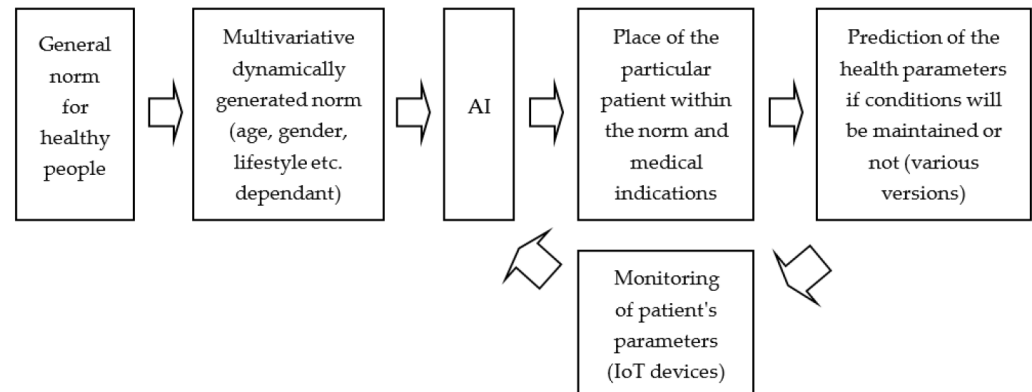 General
norm
for
healthy
people
Multivariative
dynamically
generated norm
(age, gender,
lifestyle etc.
dependant)
AI
Place of the
particular
patient within
the norm and
medical
indications
Prediction of the
health parameters
if conditions will
be maintained or
not (various
versions)
Monitoring
of patient's
parameters
(IoT devices)